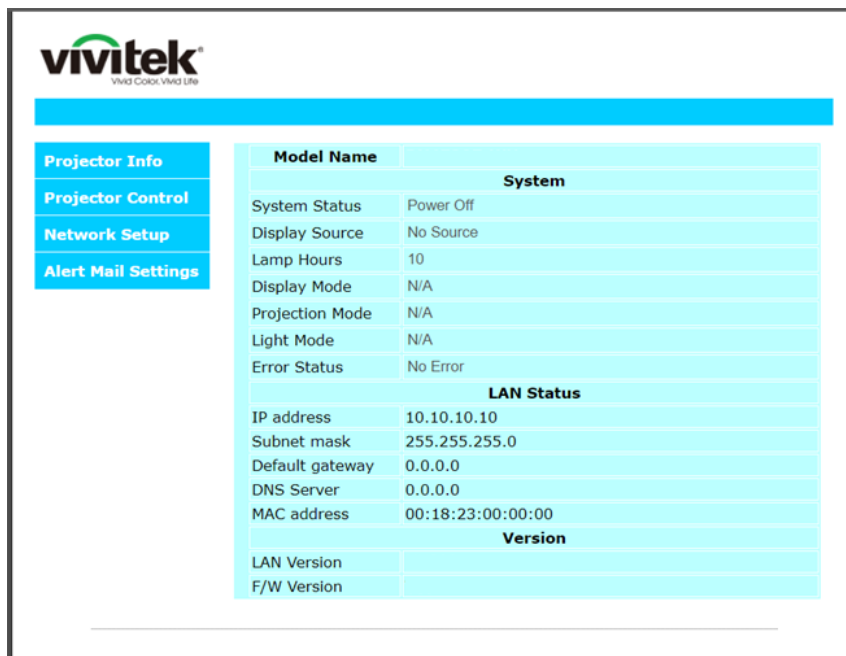 vivitek®
Vivid Color. Vivid Life
Projector Info
Projector Control
Network Setup
Alert Mail Settings
Model Name
System
System Status Power Off
Display Source No Source
Lamp Hours 10
Display Mode N/A
Projection Mode N/A
Light Mode N/A
Error Status No Error
LAN Status
IP address 10.10.10.10
Subnet mask 255.255.255.0
Default gateway 0.0.0.0
DNS Server 0.0.0.0
MAC address 00:18:23:00:00:00
Version
LAN Version
F/W Version